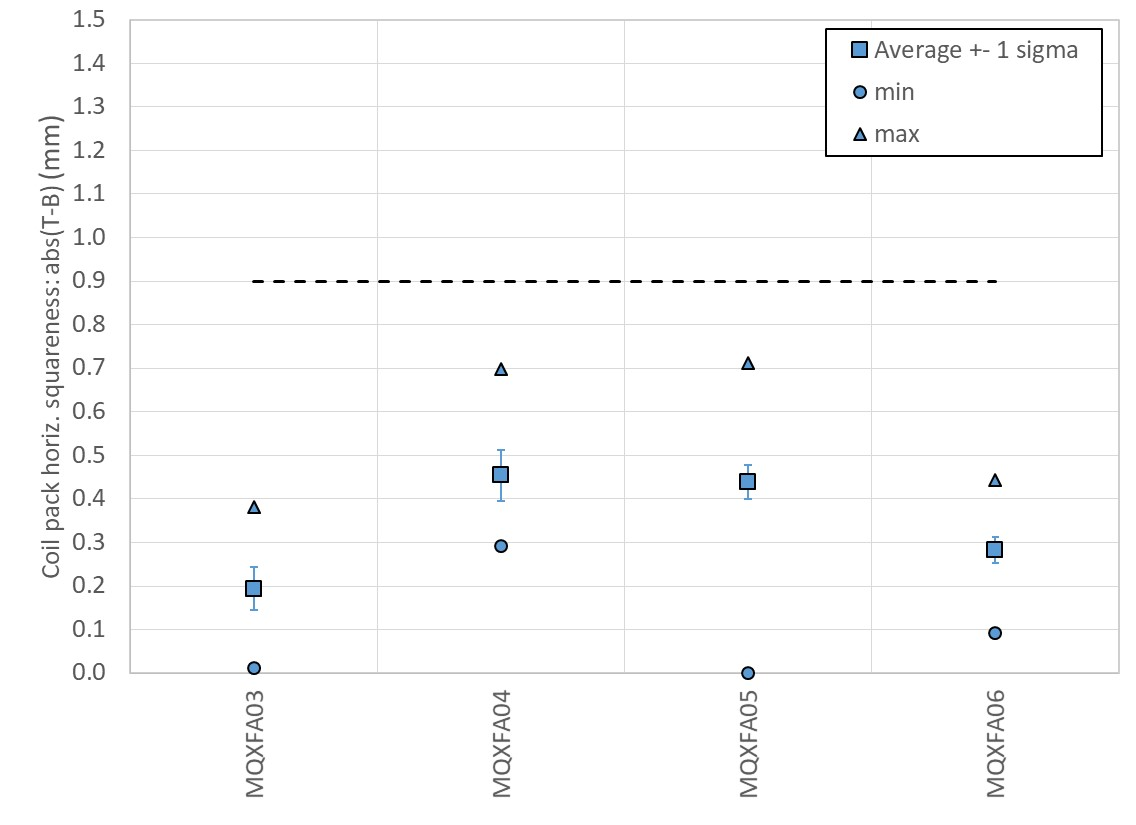 Coil pack horiz. squareness: abs(T-B) (mm)
1.5
1.4
1.3
1.2
1.1
1.0
0.9
0.8
0.7
0.6
0.5
0.4
0.3
0.2
0.1
0.0
Average +- 1 sigma
min
max
MQXFA03
MQXFA04
MQXFA05
MQXFA06